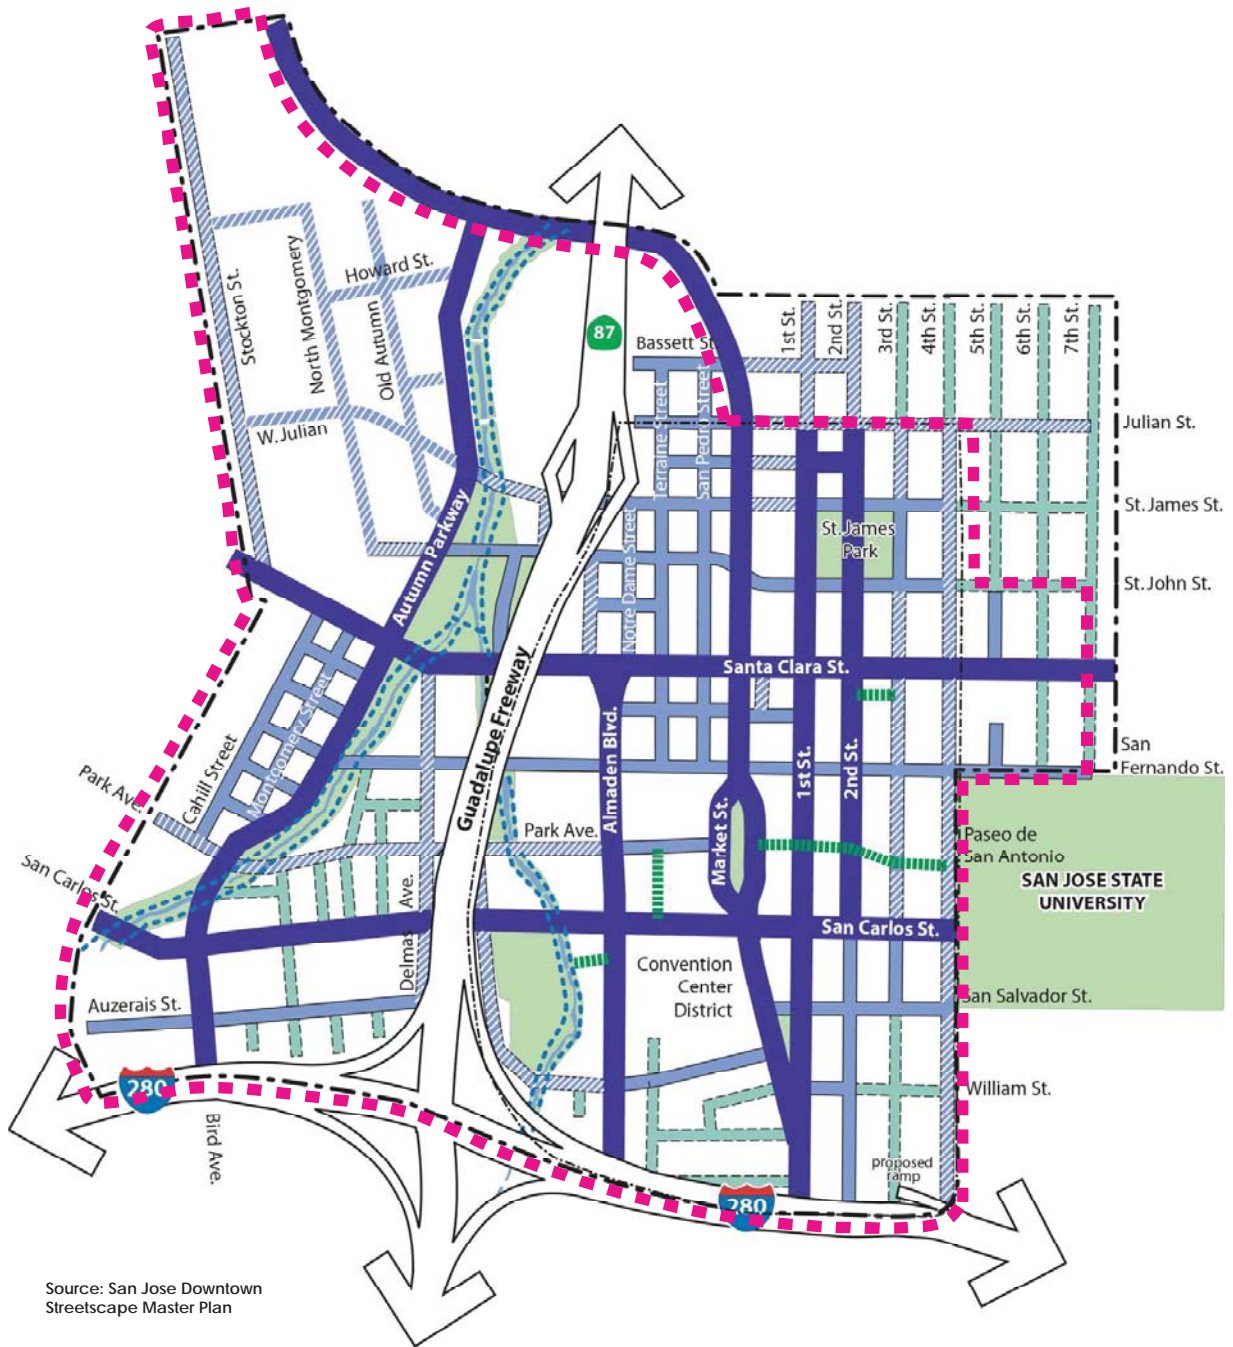 Stockton St.
North Montgomery
Howard St.
Old Autumn
W. Julian
87
Bassett St
Terraine Street
San Pedro Street
1st St.
2nd St.
3rd St.
4th St.
5th St.
6th St.
7th St.
Julian St.
St. James St.
St. James
Park
St. John St.
Autumn Parkway
Notre Dame Street
Santa Clara St.
Guadalupe Freeway
Almaden Blvd.
Market St.
1st St.
2nd St.
San
Fernando St.
Park Ave.
Cahill Street
Montgomery Street
Park Ave.
Paseo de
San Antonio
SAN JOSE STATE
UNIVERSITY
San Carlos St.
San Carlos St.
Delmas Ave.
Convention
Center
District
San Salvador St.
Auzerais St.
280
William St.
Bird Ave.
proposed
ramp
280
Source: San Jose Downtown
Streetscape Master Plan